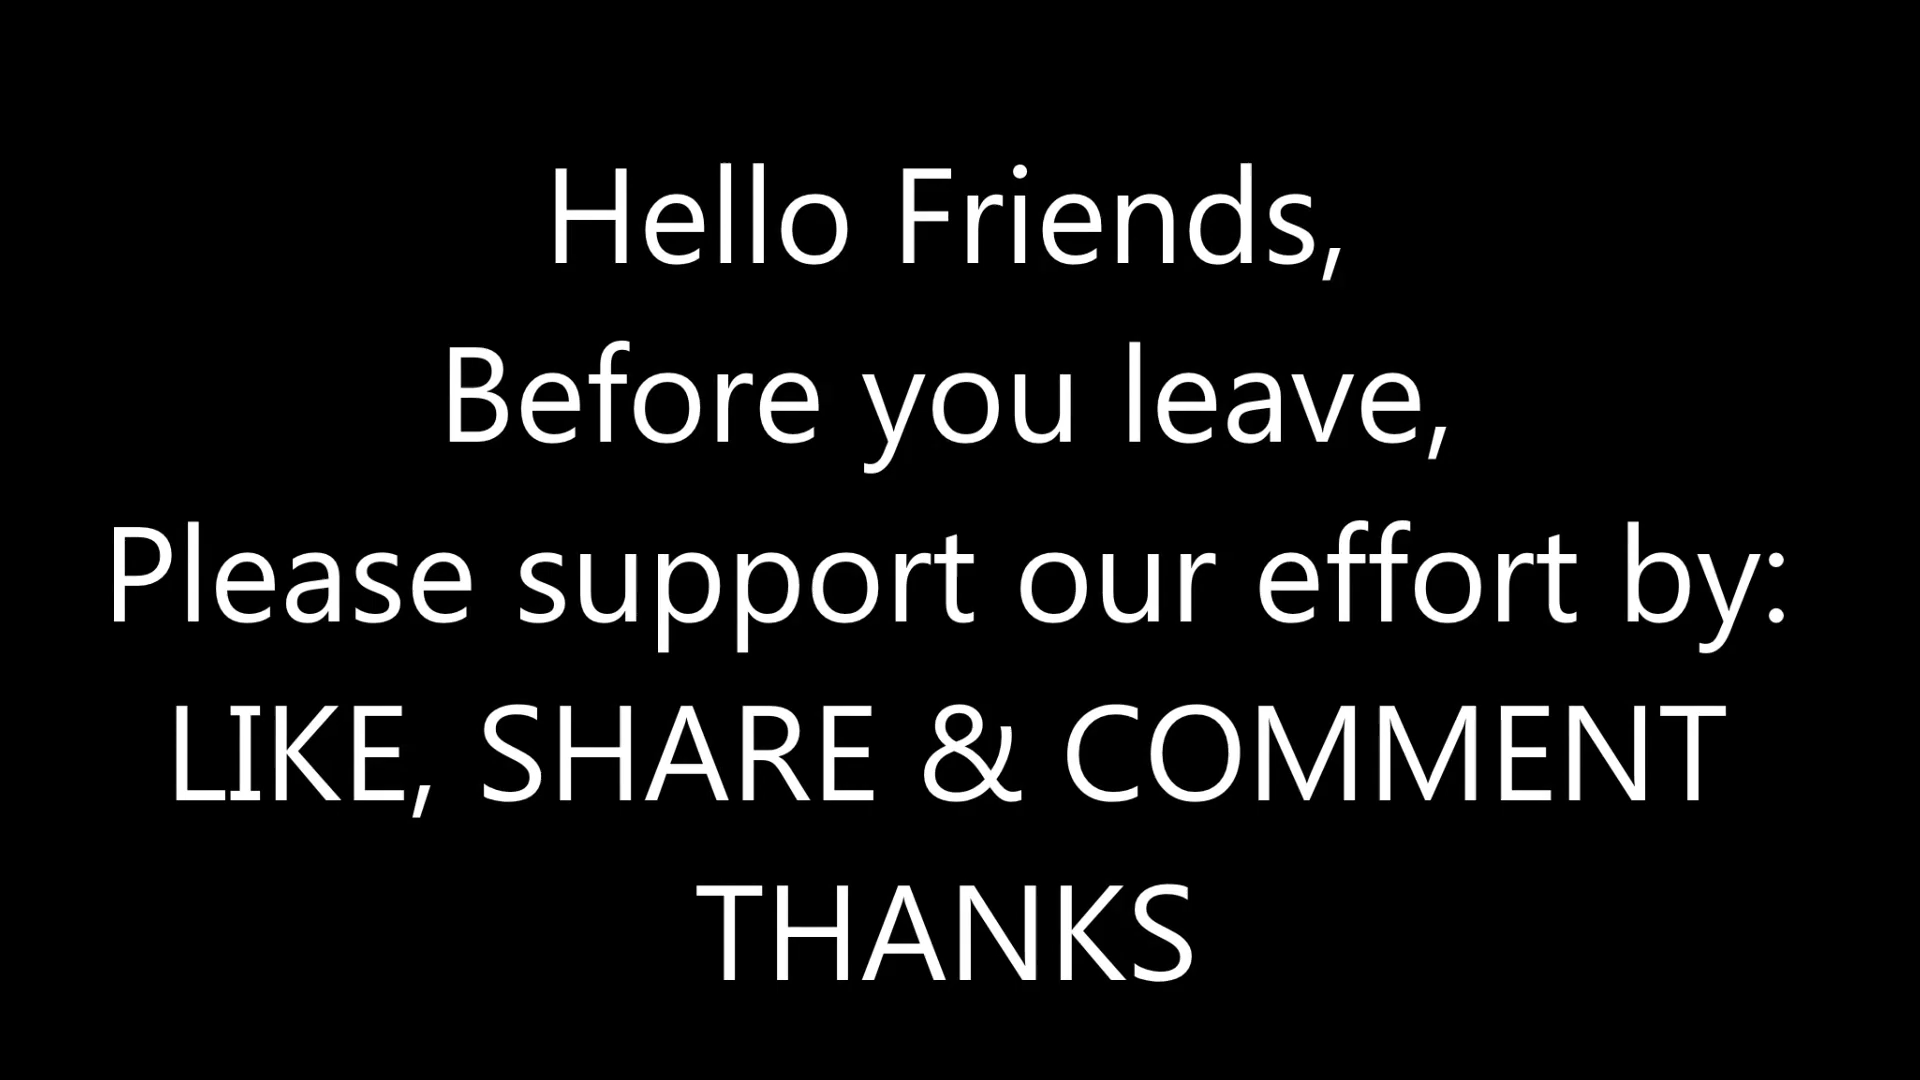 Hello Friends,
Before you leave,
Please support our effort by:
LIKE, SHARE & COMMENT
THANKS